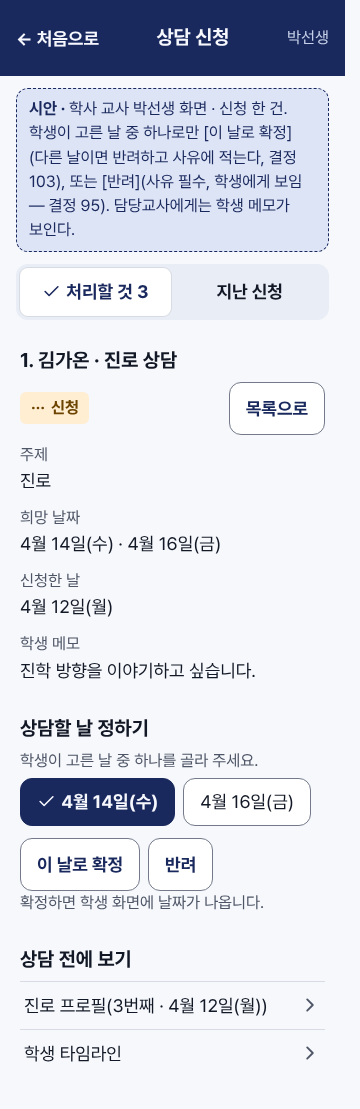 ← 처음으로 상담 신청 박선생
시안 · 학사 교사 박선생 화면 · 신청 한 건.
학생이 고른 날 중 하나로만 [이 날로 확정]
(다른 날이면 반려하고 사유에 적는다, 결정
103), 또는 [반려](사유 필수, 학생에게 보임
— 결정 95). 담당교사에게는 학생 메모가
보인다.
✓ 처리할 것 3 지난 신청
1. 김가온 · 진로 상담
··· 신청 목록으로
주제
진로
희망 날짜
4월 14일(수) · 4월 16일(금)
신청한 날
4월 12일(월)
학생 메모
진학 방향을 이야기하고 싶습니다.
상담할 날 정하기
학생이 고른 날 중 하나를 골라 주세요.
✓ 4월 14일(수) 4월 16일(금)
이 날로 확정 반려
확정하면 학생 화면에 날짜가 나옵니다.
상담 전에 보기
진로 프로필(3번째 · 4월 12일(월))
학생 타임라인